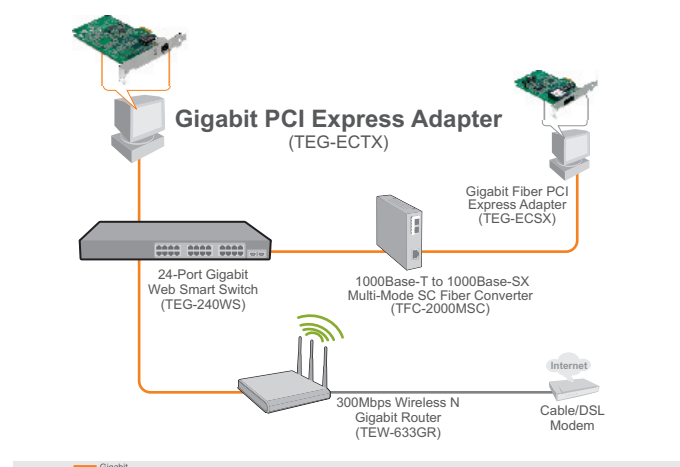 Gigabit PCI Express Adapter
(TEG-ECTX)
Gigabit Fiber PCI
Express Adapter
(TEG-ECSX)
24-Port Gigabit
Web Smart Switch
(TEG-240WS)
1000Base-T to 1000Base-SX
Multi-Mode SC Fiber Converter
(TFC-2000MSC)
Internet
300Mbps Wireless N
Gigabit Router
(TEW-633GR)
Cable/DSL
Modem
Gigabit